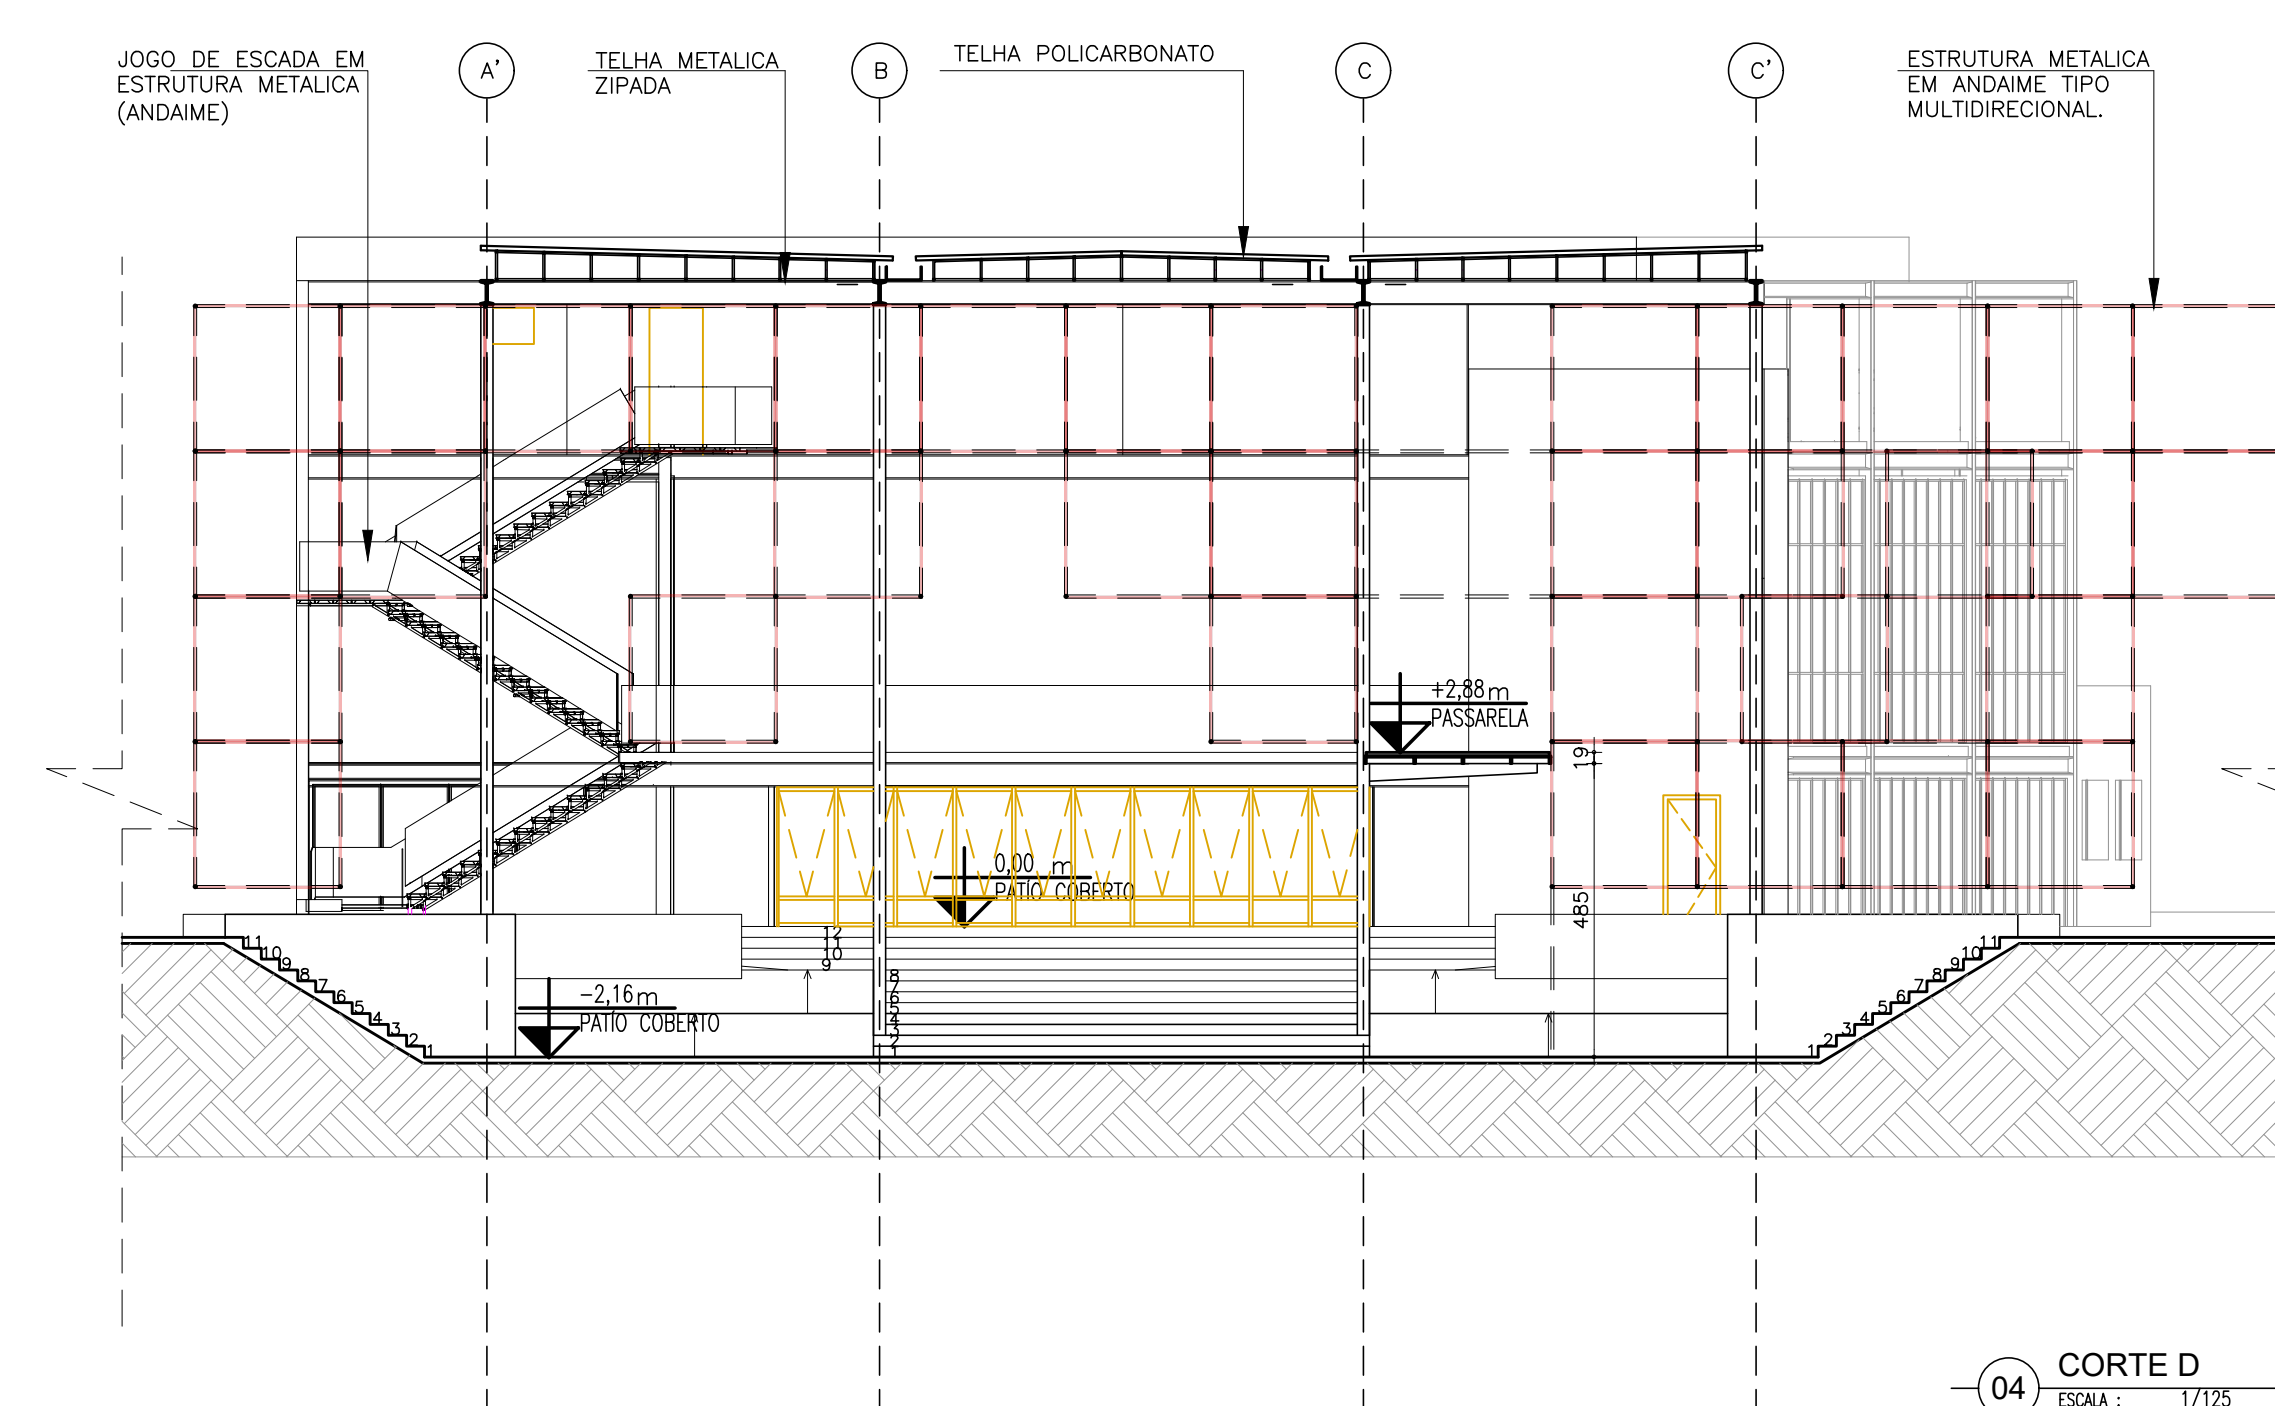 JOGO DE ESCADA EM
ESTRUTURA METALICA
(ANDAIME)
A'
TELHA METALICA
ZIPADA
B
TELHA POLICARBONATO
C
C'
ESTRUTURA METALICA
EM ANDAIME TIPO
MULTIDIRECIONAL.
+2,88m
PASSARELA
19
0,00 m
PATÍO COBERTO
485
12
11
10
9
8
7
6
5
4
3
2
1
11
10
9
8
7
6
5
4
3
2
1
-2,16m
PATÍO COBERTO
11
10
9
8
7
6
5
4
3
2
1
04
CORTE D
ESCALA : 1/125